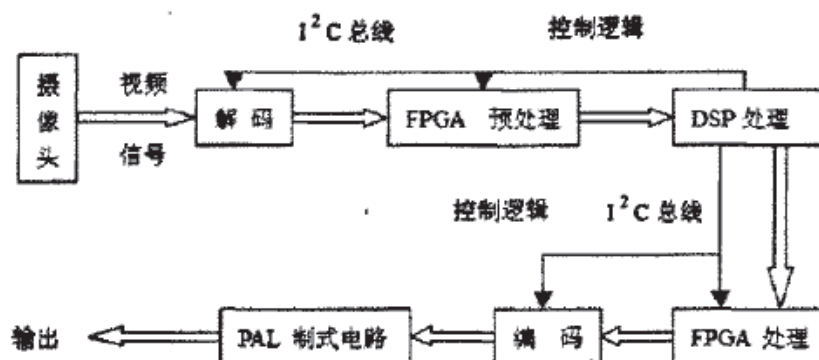 I²C 总线 控制逻辑
摄像头
视频
信号
解码
FPGA 预处理
DSP 处理
控制逻辑 I²C 总线
输出
PAL 制式电路
编码
FPGA 处理